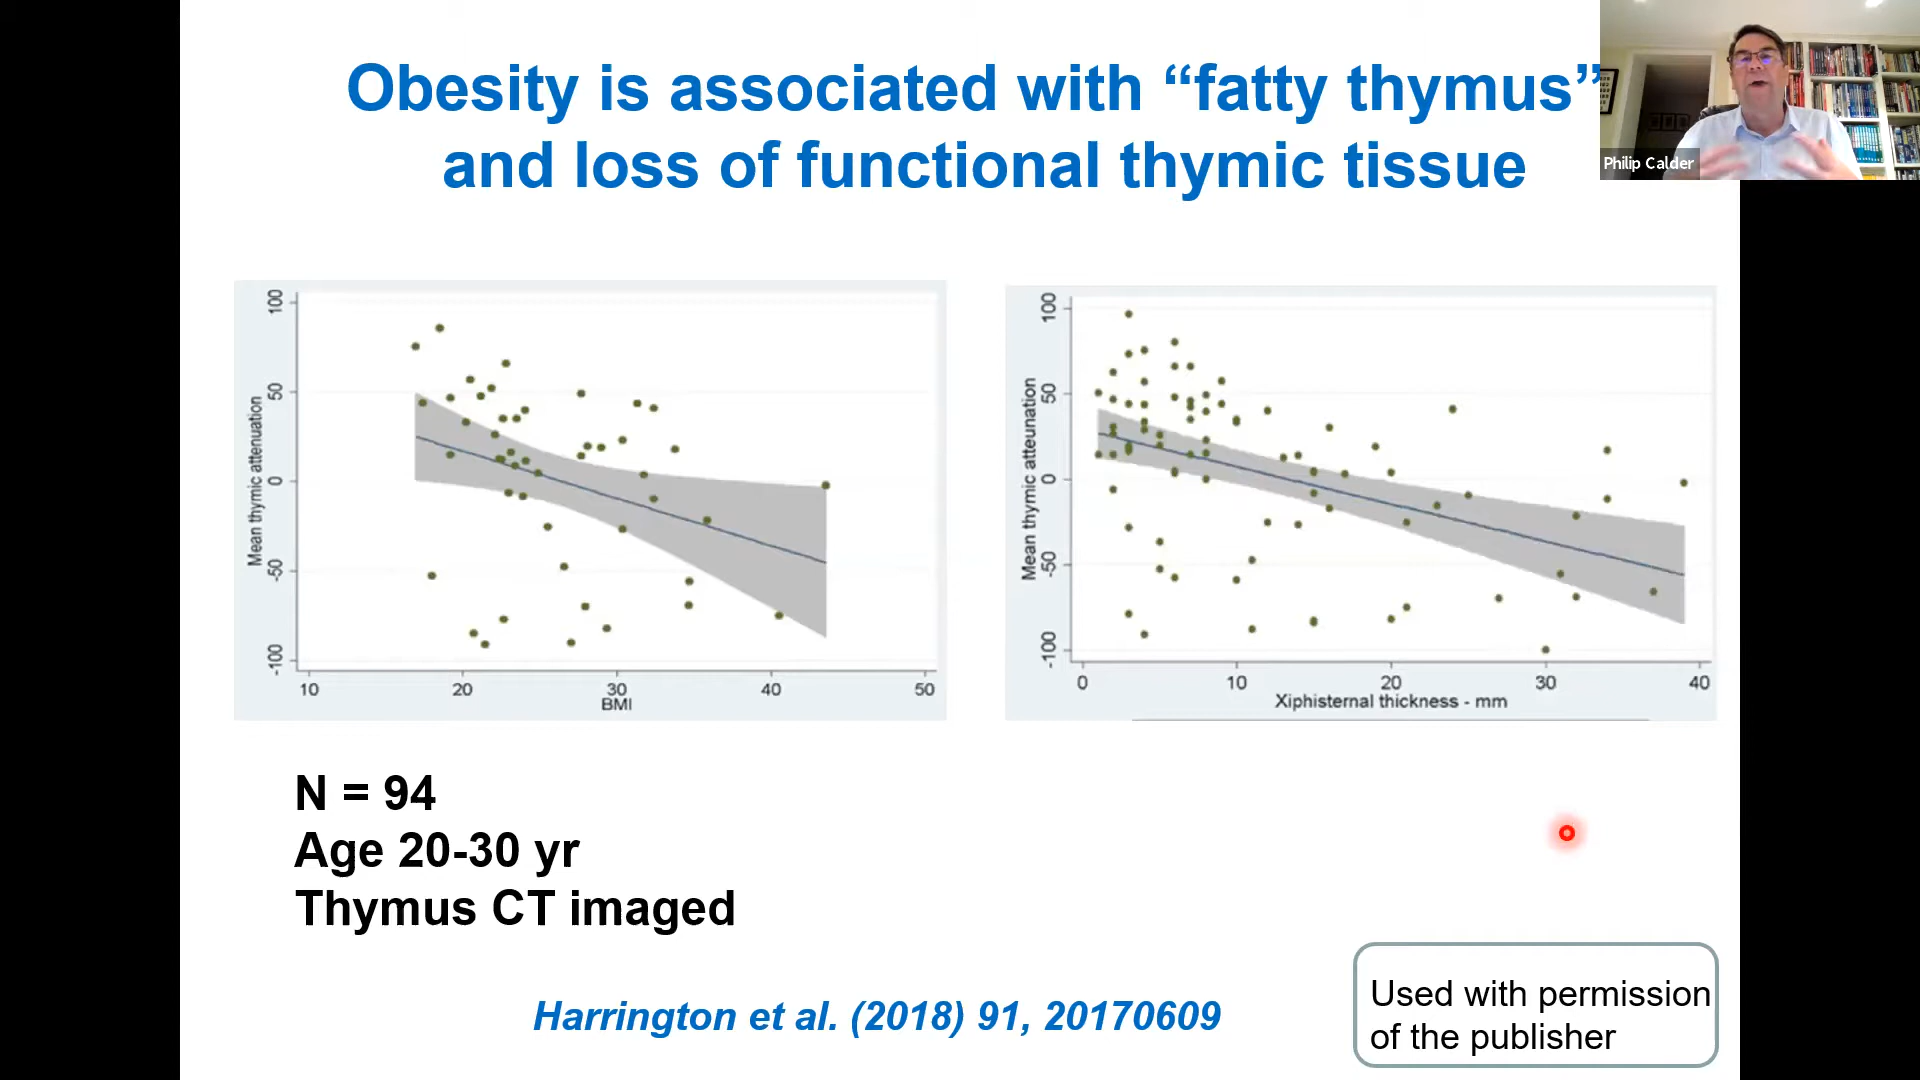 Obesity is associated with “fatty thymus”
and loss of functional thymic tissue
Philip Calder
Mean thymic attenuation
100
50
0
-50
-100
10 20 30 40 50
BMI
Mean thymic atteunation
100
50
0
-50
-100
0 10 20 30 40
Xiphisternal thickness - mm
N = 94
Age 20-30 yr
Thymus CT imaged
Harrington et al. (2018) 91, 20170609
Used with permission
of the publisher